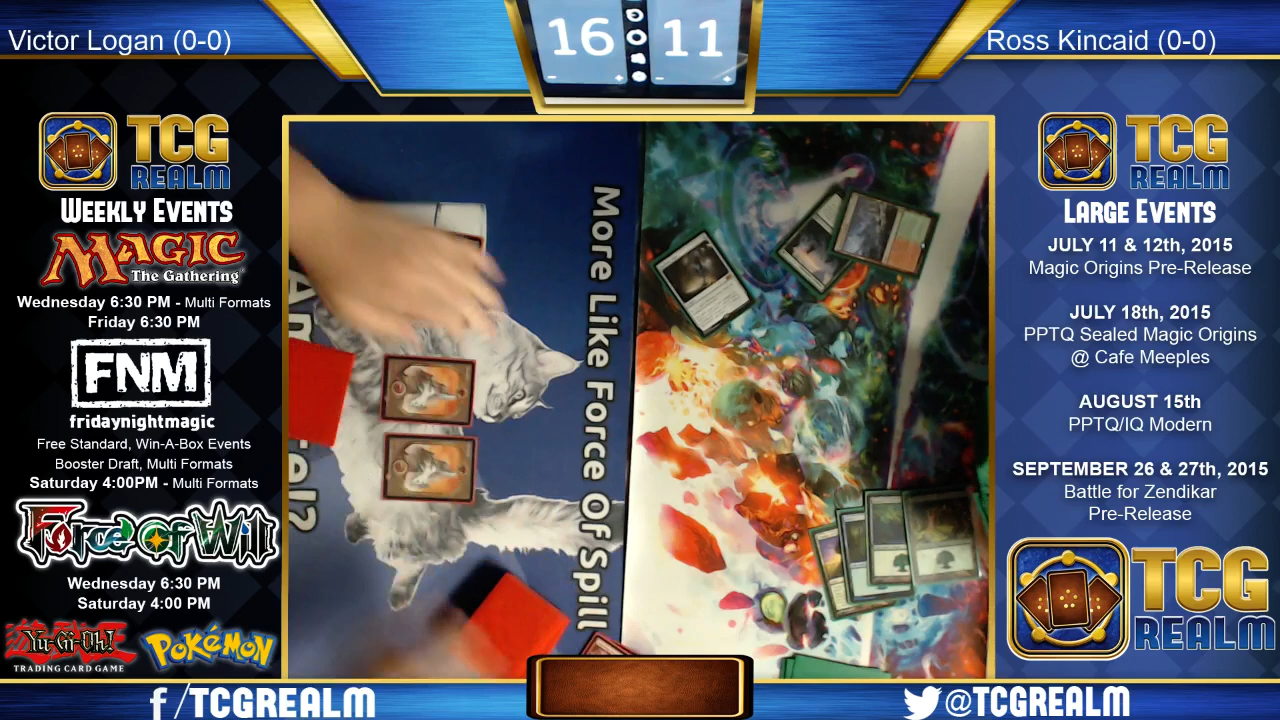 Victor Logan (0-0)
16
11
Ross Kincaid (0-0)
TCG
REALM
WEEKLY EVENTS
MAGIC
The Gathering
Wednesday 6:30 PM - Multi Formats
Friday 6:30 PM
FNM
fridaynightmagic
Free Standard, Win-A-Box Events
Booster Draft, Multi Formats
Saturday 4:00PM - Multi Formats
Force of Will
Wednesday 6:30 PM
Saturday 4:00 PM
Yu-Gi-Oh!
TRADING CARD GAME
POKÉMON
More Like Force Of Spill
TCG
REALM
LARGE EVENTS
JULY 11 & 12th, 2015
Magic Origins Pre-Release
JULY 18th, 2015
PPTQ Sealed Magic Origins
@ Cafe Meeples
AUGUST 15th
PPTQ/IQ Modern
SEPTEMBER 26 & 27th, 2015
Battle for Zendikar
Pre-Release
TCG
REALM
f/TCGREALM
@TCGREALM